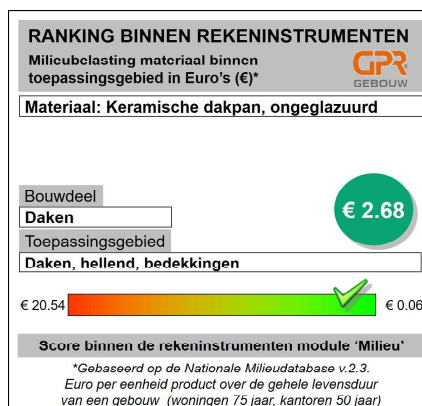 RANKING BINNEN REKENINSTRUMENTEN
Milieubelasting materiaal binnen
toepassingsgebied in Euro's (€)*
GPR
GEBOUW
Materiaal: Keramische dakpan, ongeglazuurd
Bouwdeel
Daken
€ 2.68
Toepassingsgebied
Daken, hellend, bedekkingen
€ 20.54
€ 0.06
Score binnen de rekeninstrumenten module ‘Milieu’
*Gebaseerd op de Nationale Milieudatabase v.2.3.
Euro per eenheid product over de gehele levensduur
van een gebouw (woningen 75 jaar, kantoren 50 jaar)